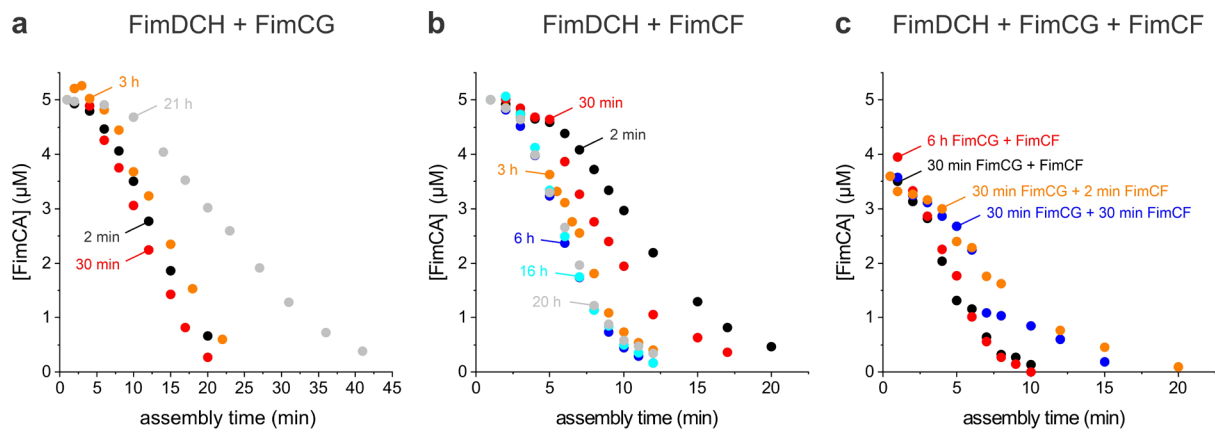 a
FimDCH + FimCG
[FimCA] (µM)
5
4
3
2
1
0
3 h
21 h
2 min
30 min
0 5 10 15 20 25 30 35 40 45
assembly time (min)
b
FimDCH + FimCF
[FimCA] (µM)
5
4
3
2
1
0
30 min
2 min
3 h
6 h
16 h
20 h
0 5 10 15 20
assembly time (min)
c
FimDCH + FimCG + FimCF
[FimCA] (µM)
5
4
3
2
1
0
6 h FimCG + FimCF
30 min FimCG + FimCF
30 min FimCG + 2 min FimCF
30 min FimCG + 30 min FimCF
0 5 10 15 20
assembly time (min)